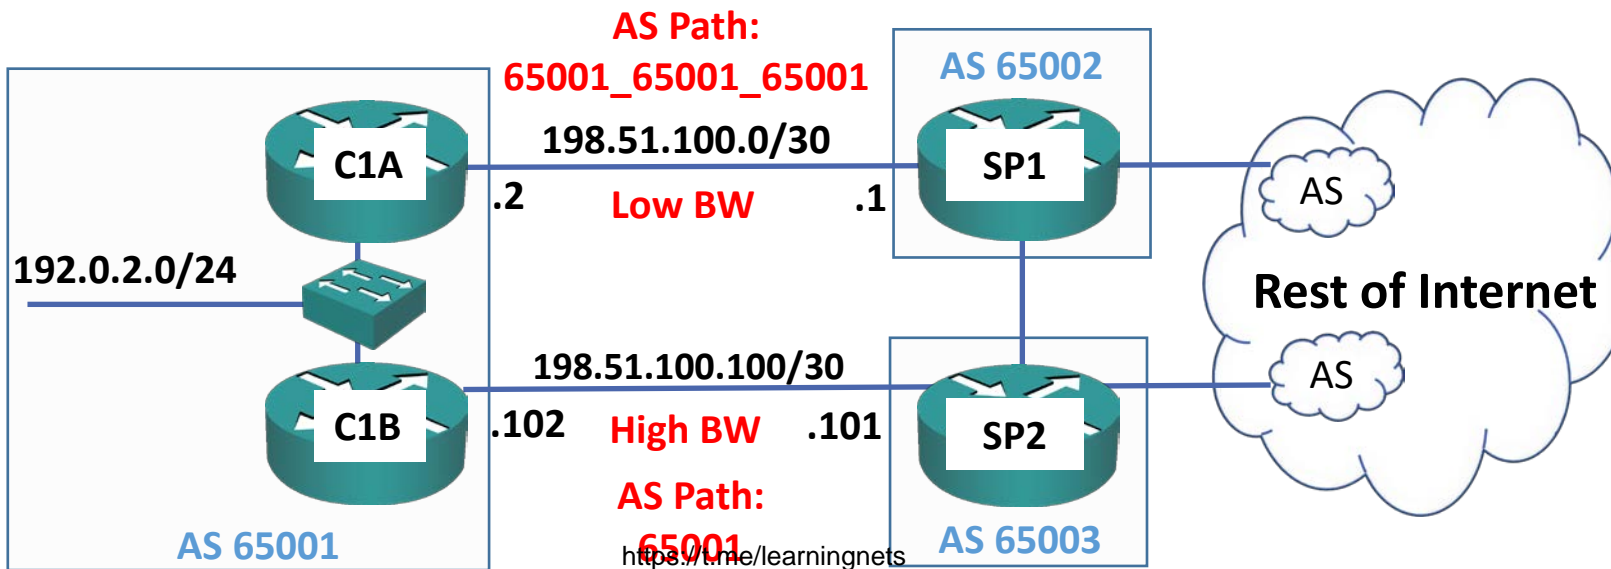 AS Path:
65001_65001_65001
AS 65002
198.51.100.0/30
C1A
SP1
AS
.2
Low BW
.1
192.0.2.0/24
Rest of Internet
198.51.100.100/30
AS
C1B
.102
High BW
.101
SP2
AS Path:
65001
AS 65001
AS 65003
https://t.me/learningnets